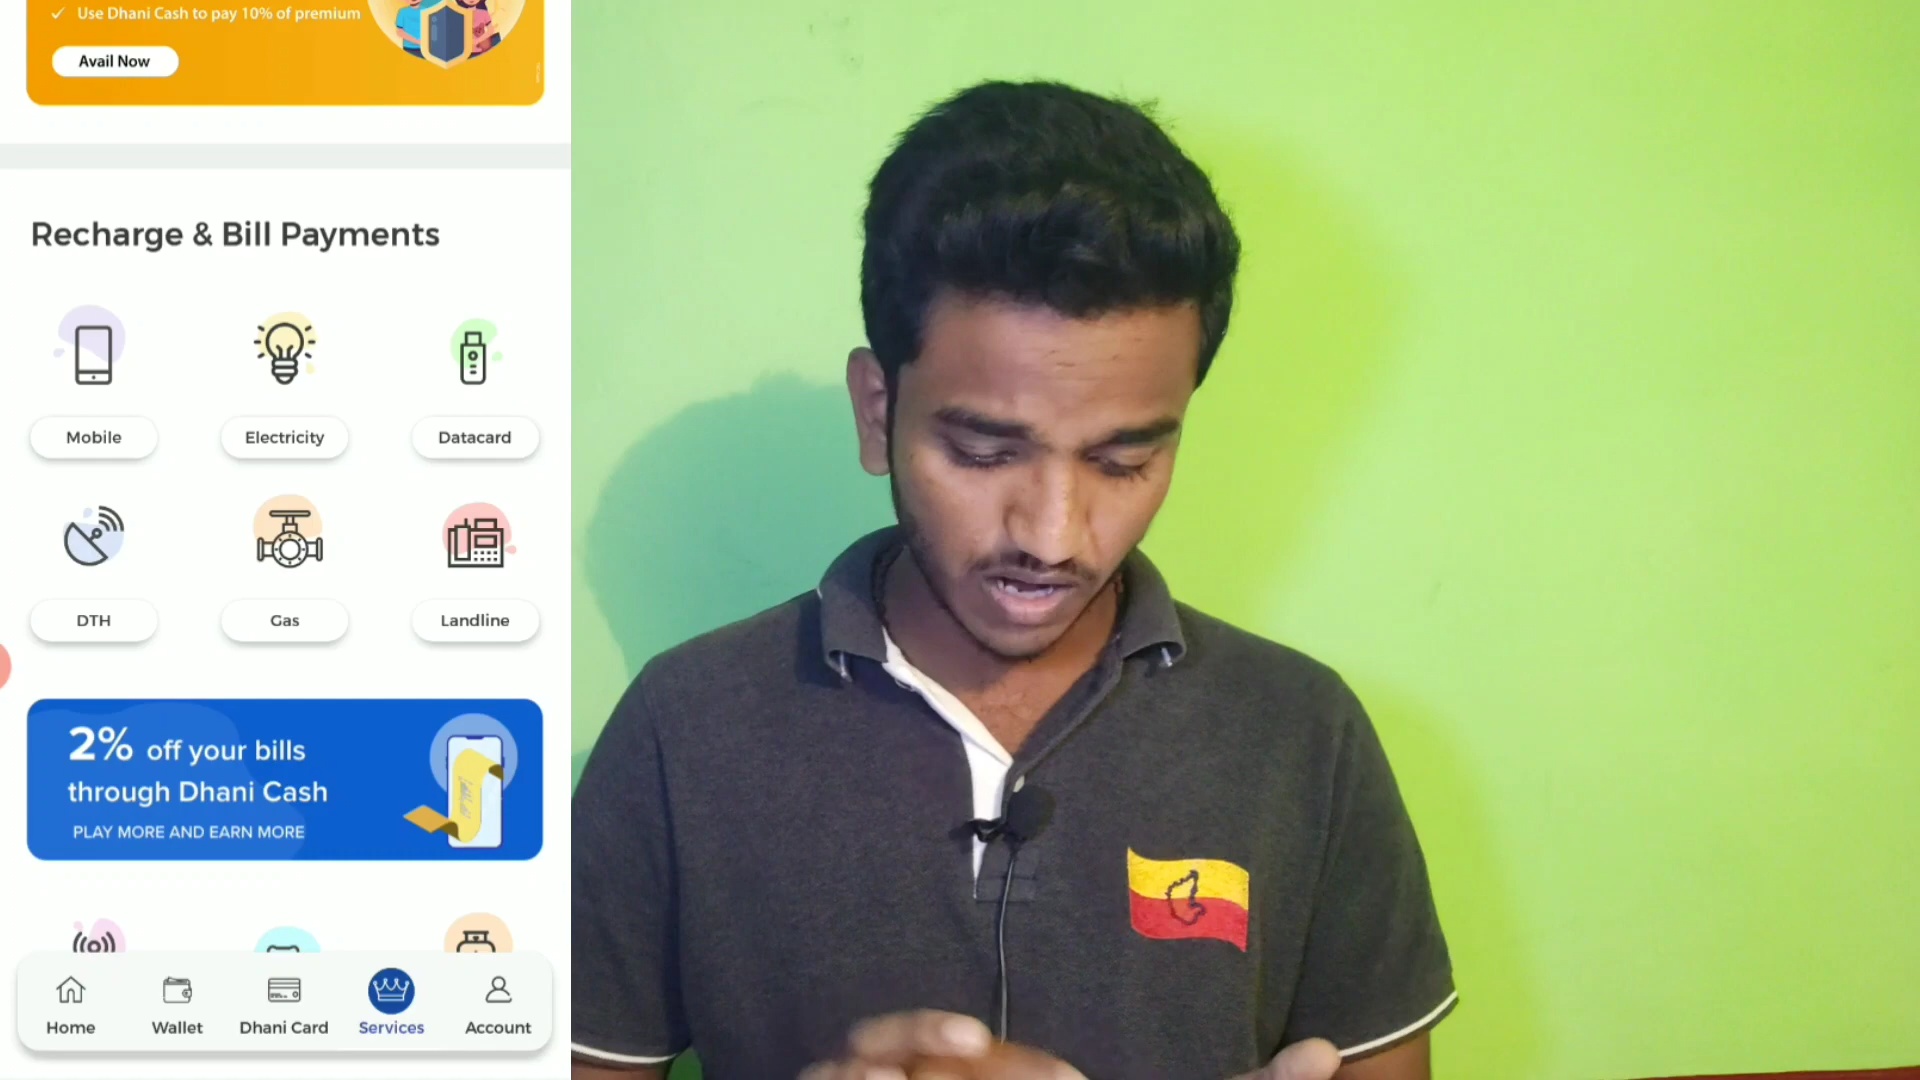 ✓ Use Dhani Cash to pay 10% of premium
Avail Now
Recharge & Bill Payments
Mobile
Electricity
Datacard
DTH
Gas
Landline
2% off your bills
through Dhani Cash
PLAY MORE AND EARN MORE
Home
Wallet
Dhani Card
Services
Account